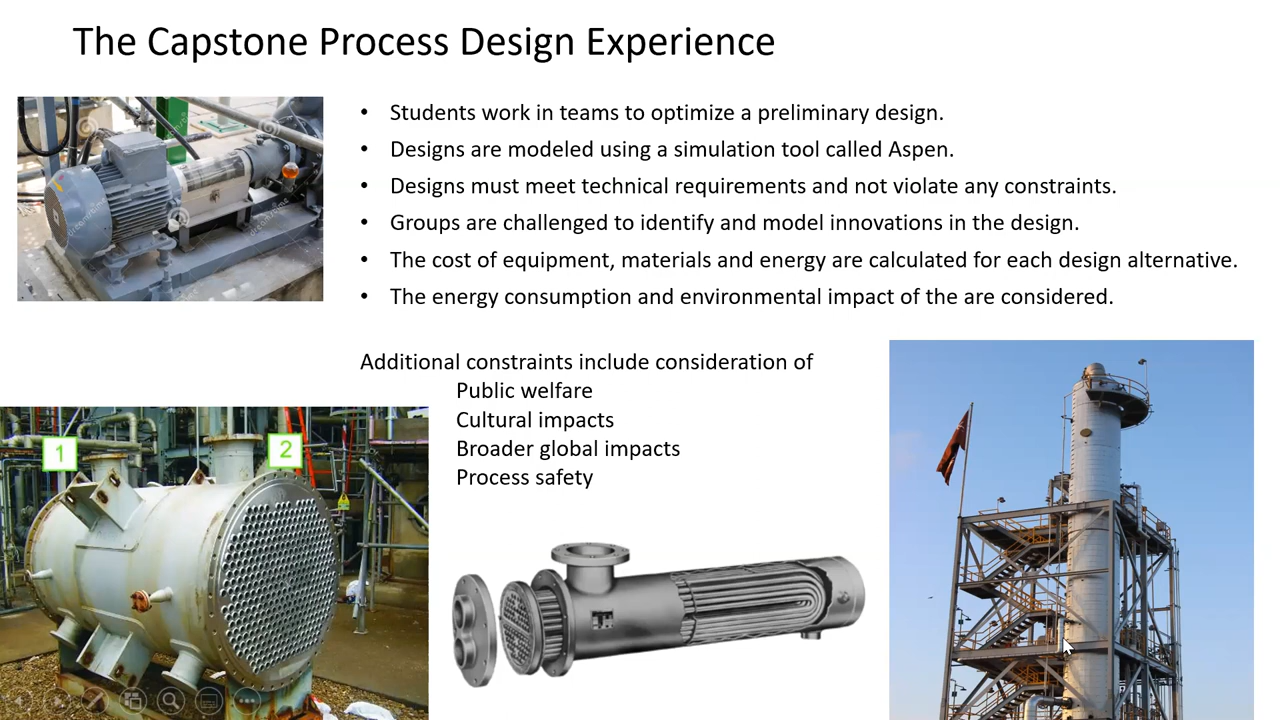 The Capstone Process Design Experience
• Students work in teams to optimize a preliminary design.
• Designs are modeled using a simulation tool called Aspen.
• Designs must meet technical requirements and not violate any constraints.
• Groups are challenged to identify and model innovations in the design.
• The cost of equipment, materials and energy are calculated for each design alternative.
• The energy consumption and environmental impact of the are considered.
Additional constraints include consideration of
Public welfare
Cultural impacts
Broader global impacts
Process safety
dreamstime
dreamstime
dreamstime
1
2